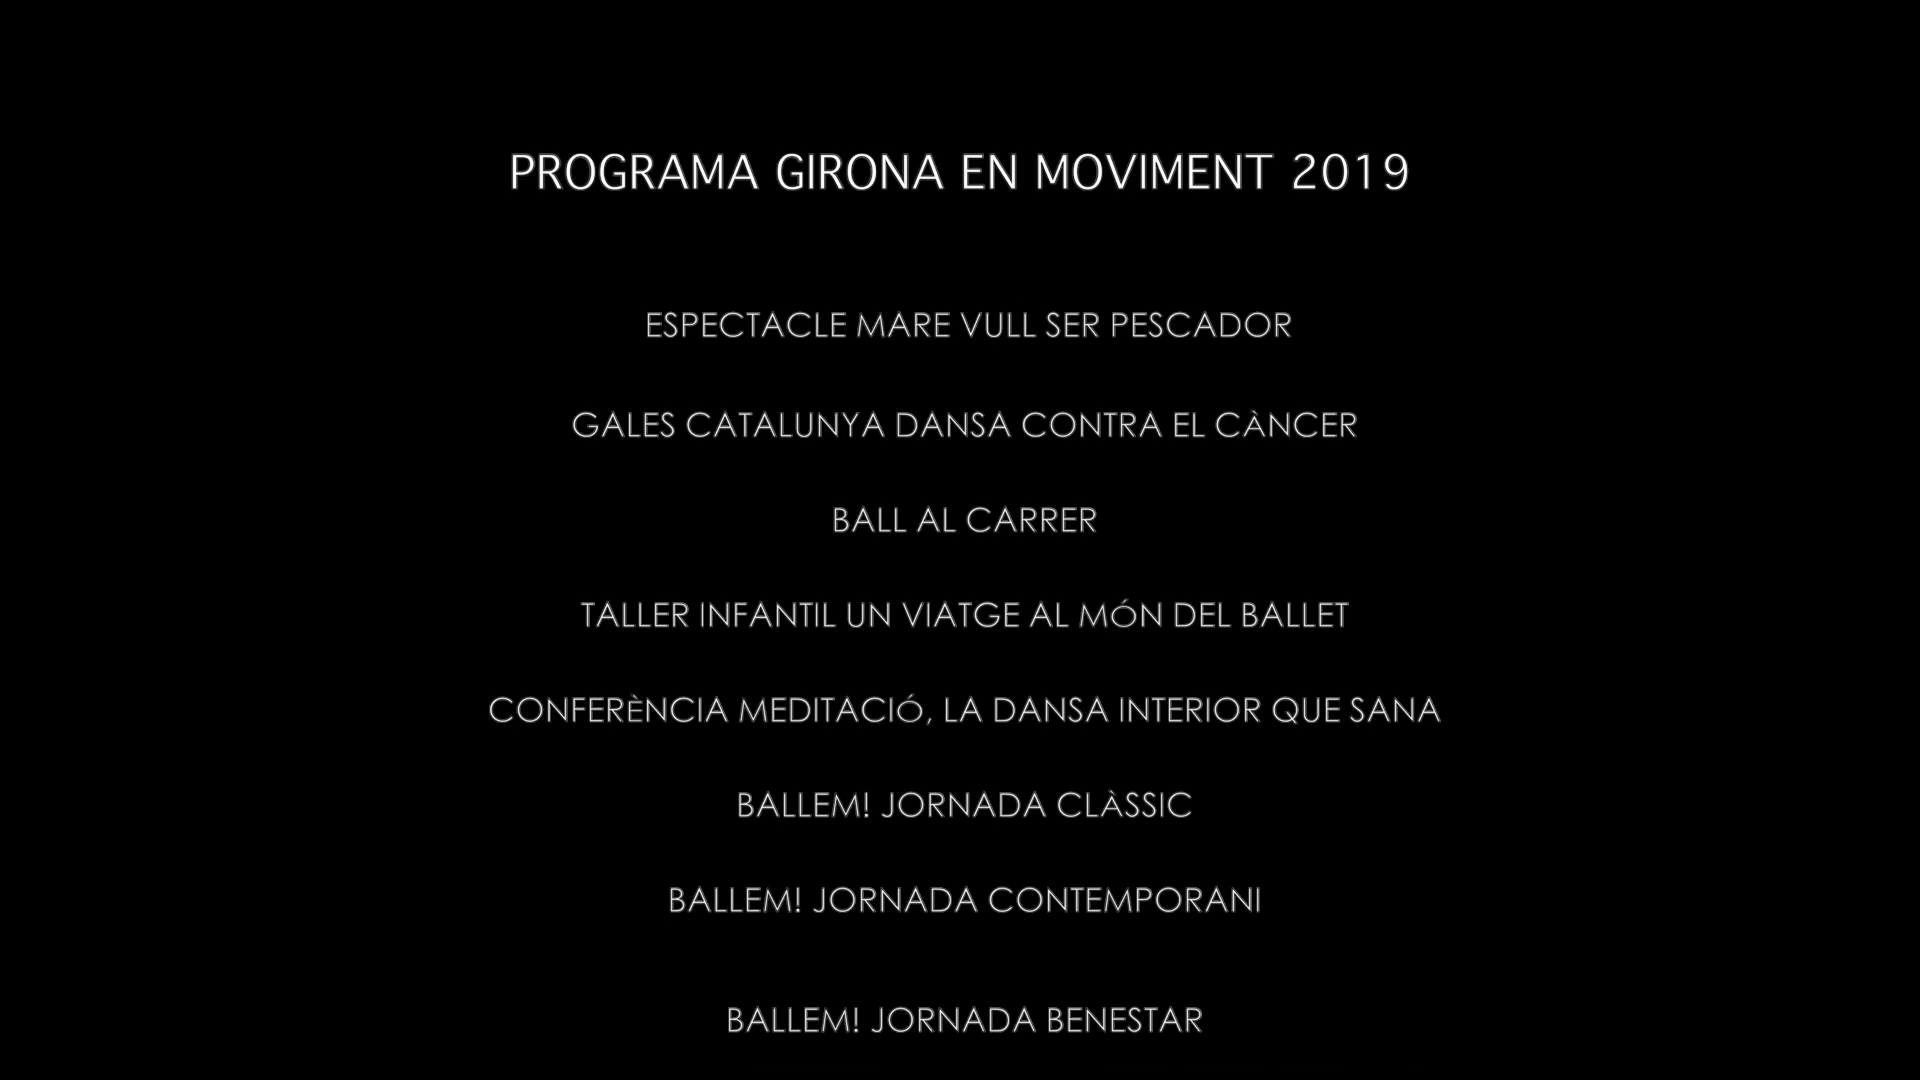 PROGRAMA GIRONA EN MOVIMENT 2019
ESPECTACLE MARE VULL SER PESCADOR
GALES CATALUNYA DANSA CONTRA EL CÀNCER
BALL AL CARRER
TALLER INFANTIL UN VIATGE AL MÓN DEL BALLET
CONFERÈNCIA MEDITACIÓ, LA DANSA INTERIOR QUE SANA
BALLEM! JORNADA CLÀSSIC
BALLEM! JORNADA CONTEMPORANI
BALLEM! JORNADA BENESTAR